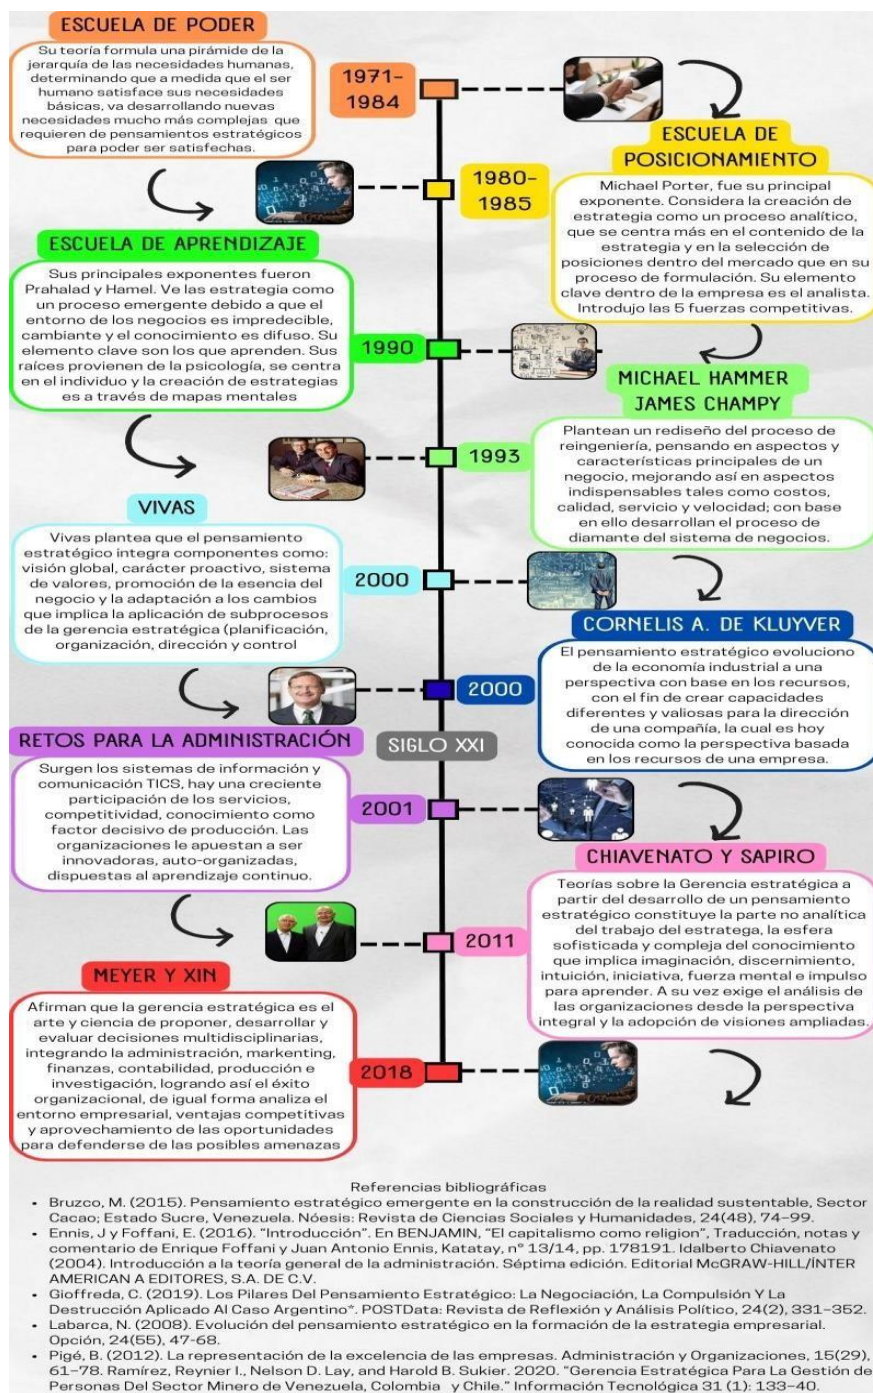 ESCUELA DE PODER
Su teoría formula una pirámide de la
jerarquía de las necesidades humanas,
determinando que a medida que el ser
humano satisface sus necesidades
básicas, va desarrollando nuevas
necesidades mucho más complejas que
requieren de pensamientos estratégicos
para poder ser satisfechas.
1971-
1984
ESCUELA DE
POSICIONAMIENTO
1980-
1985
Michael Porter, fue su principal
exponente. Considera la creación de
estrategia como un proceso analítico,
que se centra más en el contenido de la
estrategia y en la selección de
posiciones dentro del mercado que en su
proceso de formulación. Su elemento
clave dentro de la empresa es el analista.
Introdujo las 5 fuerzas competitivas.
ESCUELA DE APRENDIZAJE
Sus principales exponentes fueron
Prahalad y Hamel. Ve las estrategia como
un proceso emergente debido a que el
entorno de los negocios es impredecible,
cambiante y el conocimiento es difuso. Su
elemento clave son los que aprenden. Sus
raíces provienen de la psicología, se centra
en el individuo y la creación de estrategias
es a través de mapas mentales
1990
MICHAEL HAMMER
JAMES CHAMPY
1993
Plantean un rediseño del proceso de
reingeniería, pensando en aspectos y
características principales de un
negocio, mejorando así en aspectos
indispensables tales como costos,
calidad, servicio y velocidad; con base
en ello desarrollan el proceso de
diamante del sistema de negocios.
VIVAS
Vivas plantea que el pensamiento
estratégico integra componentes como:
visión global, carácter proactivo, sistema
de valores, promoción de la esencia del
negocio y la adaptación a los cambios
que implica la aplicación de subprocesos
de la gerencia estratégica (planificación,
organización, dirección y control
2000
CORNELIS A. DE KLUYVER
2000
El pensamiento estratégico evoluciono
de la economía industrial a una
perspectiva con base en los recursos,
con el fin de crear capacidades
diferentes y valiosas para la dirección
de una compañía, la cual es hoy
conocida como la perspectiva basada
en los recursos de una empresa.
RETOS PARA LA ADMINISTRACIÓN
SIGLO XXI
Surgen los sistemas de información y
comunicación TICS, hay una creciente
participación de los servicios,
competitividad, conocimiento como
factor decisivo de producción. Las
organizaciones le apuestan a ser
innovadoras, auto-organizadas,
dispuestas al aprendizaje continuo.
2001
CHIAVENATO Y SAPIRO
2011
Teorías sobre la Gerencia estratégica a
partir del desarrollo de un pensamiento
estratégico constituye la parte no analítica
del trabajo del estratega, la esfera
sofisticada y compleja del conocimiento
que implica imaginación, discernimiento,
intuición, iniciativa, fuerza mental e impulso
para aprender. A su vez exige el análisis de
las organizaciones desde la perspectiva
integral y la adopción de visiones ampliadas.
MEYER Y XIN
Afirman que la gerencia estratégica es el
arte y ciencia de proponer, desarrollar y
evaluar decisiones multidisciplinarias,
integrando la administración, markenting,
finanzas, contabilidad, producción e
investigación, logrando así el éxito
organizacional, de igual forma analiza el
entorno empresarial, ventajas competitivas
y aprovechamiento de las oportunidades
para defenderse de las posibles amenazas
2018
Referencias bibliográficas
• Bruzco, M. (2015). Pensamiento estratégico emergente en la construcción de la realidad sustentable, Sector
Cacao; Estado Sucre, Venezuela. Nóesis: Revista de Ciencias Sociales y Humanidades, 24(48), 74–99.
• Ennis, J y Foffani, E. (2016). "Introducción". En BENJAMIN, "El capitalismo como religion", Traducción, notas y
comentario de Enrique Foffani y Juan Antonio Ennis, Katatay, n° 13/14, pp. 178191. Idalberto Chiavenato
(2004). Introducción a la teoría general de la administración. Séptima edición. Editorial McGRAW-HILL/ÍNTER
AMERICAN A EDITORES, S.A. DE C.V.
• Gioffreda, C. (2019). Los Pilares Del Pensamiento Estratégico: La Negociación, La Compulsión Y La
Destrucción Aplicado Al Caso Argentino*. POSTData: Revista de Reflexión y Análisis Político, 24(2), 331–352.
• Labarca, N. (2008). Evolución del pensamiento estratégico en la formación de la estrategia empresarial.
Opción, 24(55), 47-68.
• Pigé, B. (2012). La representación de la excelencia de las empresas. Administración y Organizaciones, 15(29),
61–78. Ramírez, Reynier I., Nelson D. Lay, and Harold B. Sukier. 2020. "Gerencia Estratégica Para La Gestión de
Personas Del Sector Minero de Venezuela, Colombia y Chile." Información Tecnológica 31 (1): 133–40.